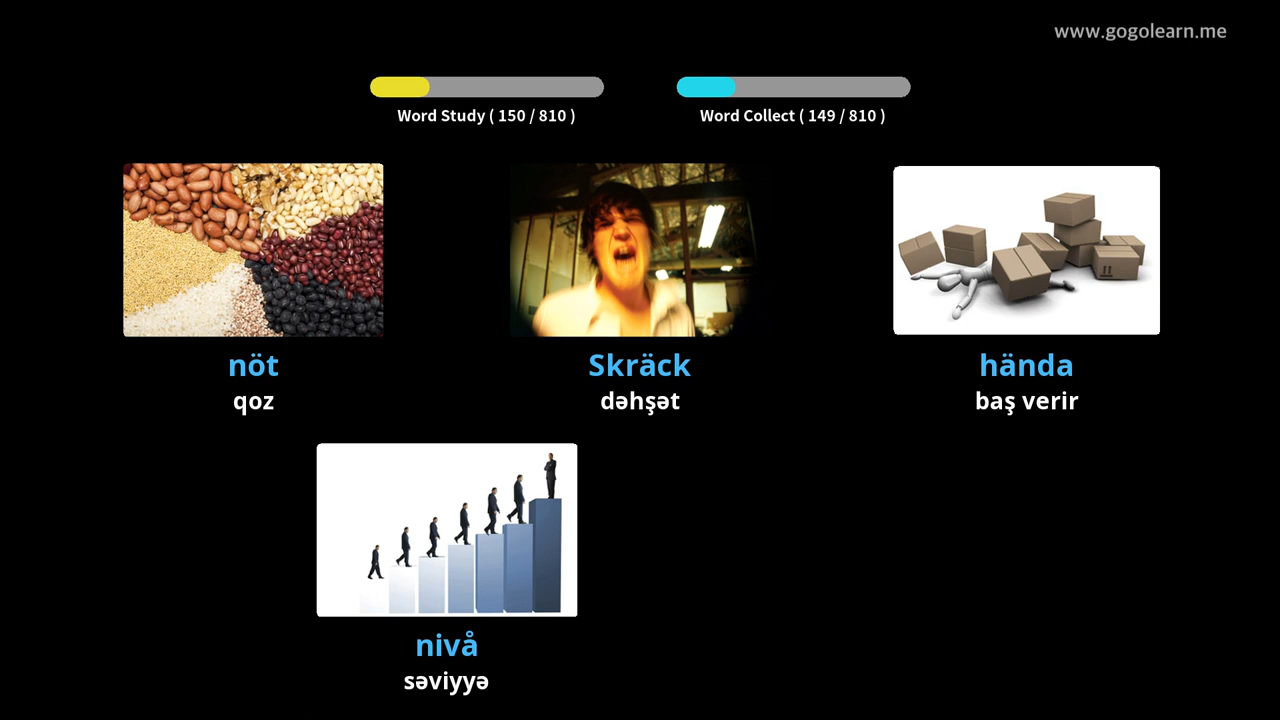 www.gogolearn.me
Word Study ( 150 / 810 )
Word Collect ( 149 / 810 )
nöt
qoz
Skräck
dəhşət
hända
baş verir
nivå
səviyyə